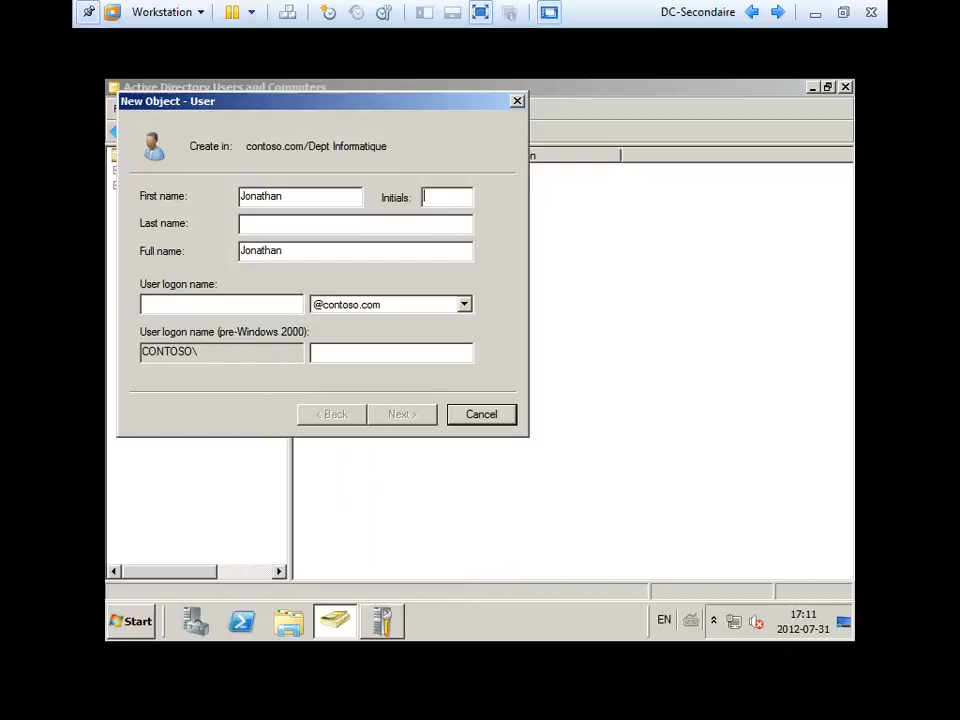 Workstation
DC-Secondaire
Active Directory Users and Computers
New Object - User
Create in: contoso.com/Dept Informatique
First name: Jonathan Initials:
Last name:
Full name: Jonathan
User logon name:
@contoso.com
User logon name (pre-Windows 2000):
CONTOSO\
< Back Next > Cancel
Start
EN
17:11
2012-07-31